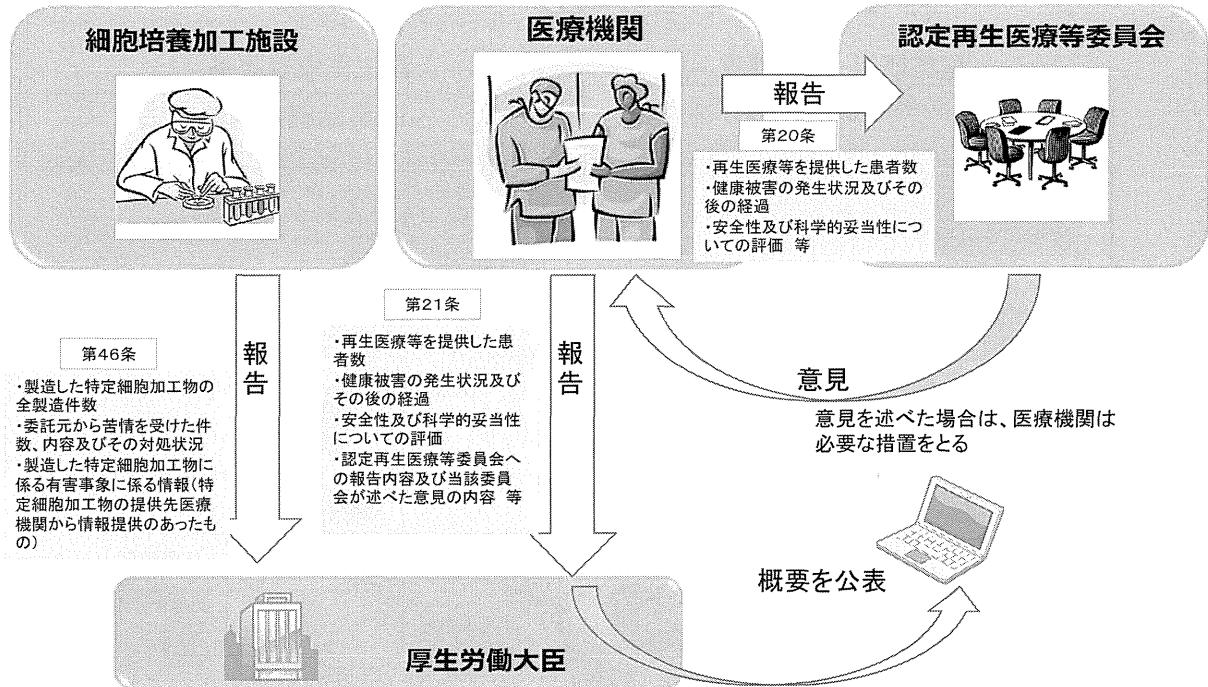 細胞培養加工施設
医療機関
認定再生医療等委員会
報告
第20条
・再生医療等を提供した患者数
・健康被害の発生状況及びその
後の経過
・安全性及び科学的妥当性につ
いての評価 等
第46条
・製造した特定細胞加工物の
全製造件数
・委託元から苦情を受けた件
数、内容及びその対処状況
・製造した特定細胞加工物に
係る有害事象に係る情報(特
定細胞加工物の提供先医療
機関から情報提供のあったも
の)
報告
第21条
・再生医療等を提供した患
者数
・健康被害の発生状況及び
その後の経過
・安全性及び科学的妥当性
についての評価
・認定再生医療等委員会へ
の報告内容及び当該委員
会が述べた意見の内容 等
報告
意見
意見を述べた場合は、医療機関は
必要な措置をとる
概要を公表
厚生労働大臣